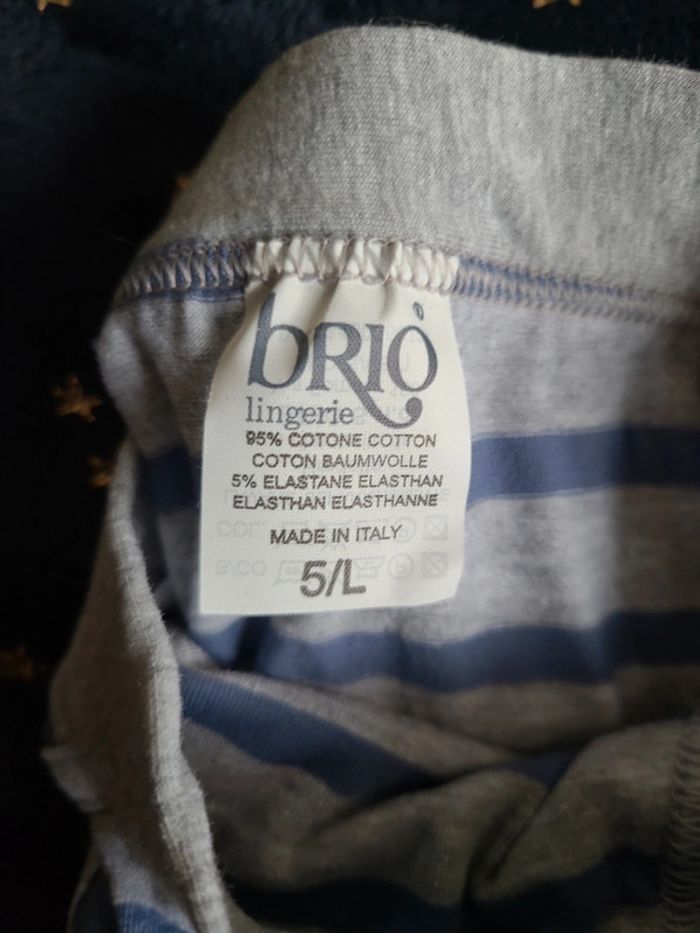 bRIO
lingerie
95% COTONE COTTON
COTON BAUMWOLLE
5% ELASTANE ELASTHAN
ELASTHAN ELASTHANNE
MADE IN ITALY
5/L